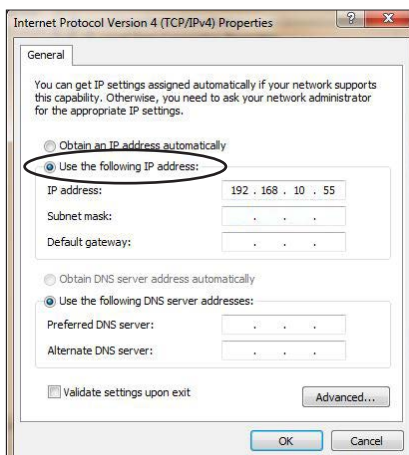 Internet Protocol Version 4 (TCP/IPv4) Properties
General
You can get IP settings assigned automatically if your network supports
this capability. Otherwise, you need to ask your network administrator
for the appropriate IP settings.
Obtain an IP address automatically
Use the following IP address:
IP address: 192 . 168 . 10 . 55
Subnet mask: . . .
Default gateway: . . .
Obtain DNS server address automatically
Use the following DNS server addresses:
Preferred DNS server: . . .
Alternate DNS server: . . .
Validate settings upon exit
Advanced...
OK Cancel